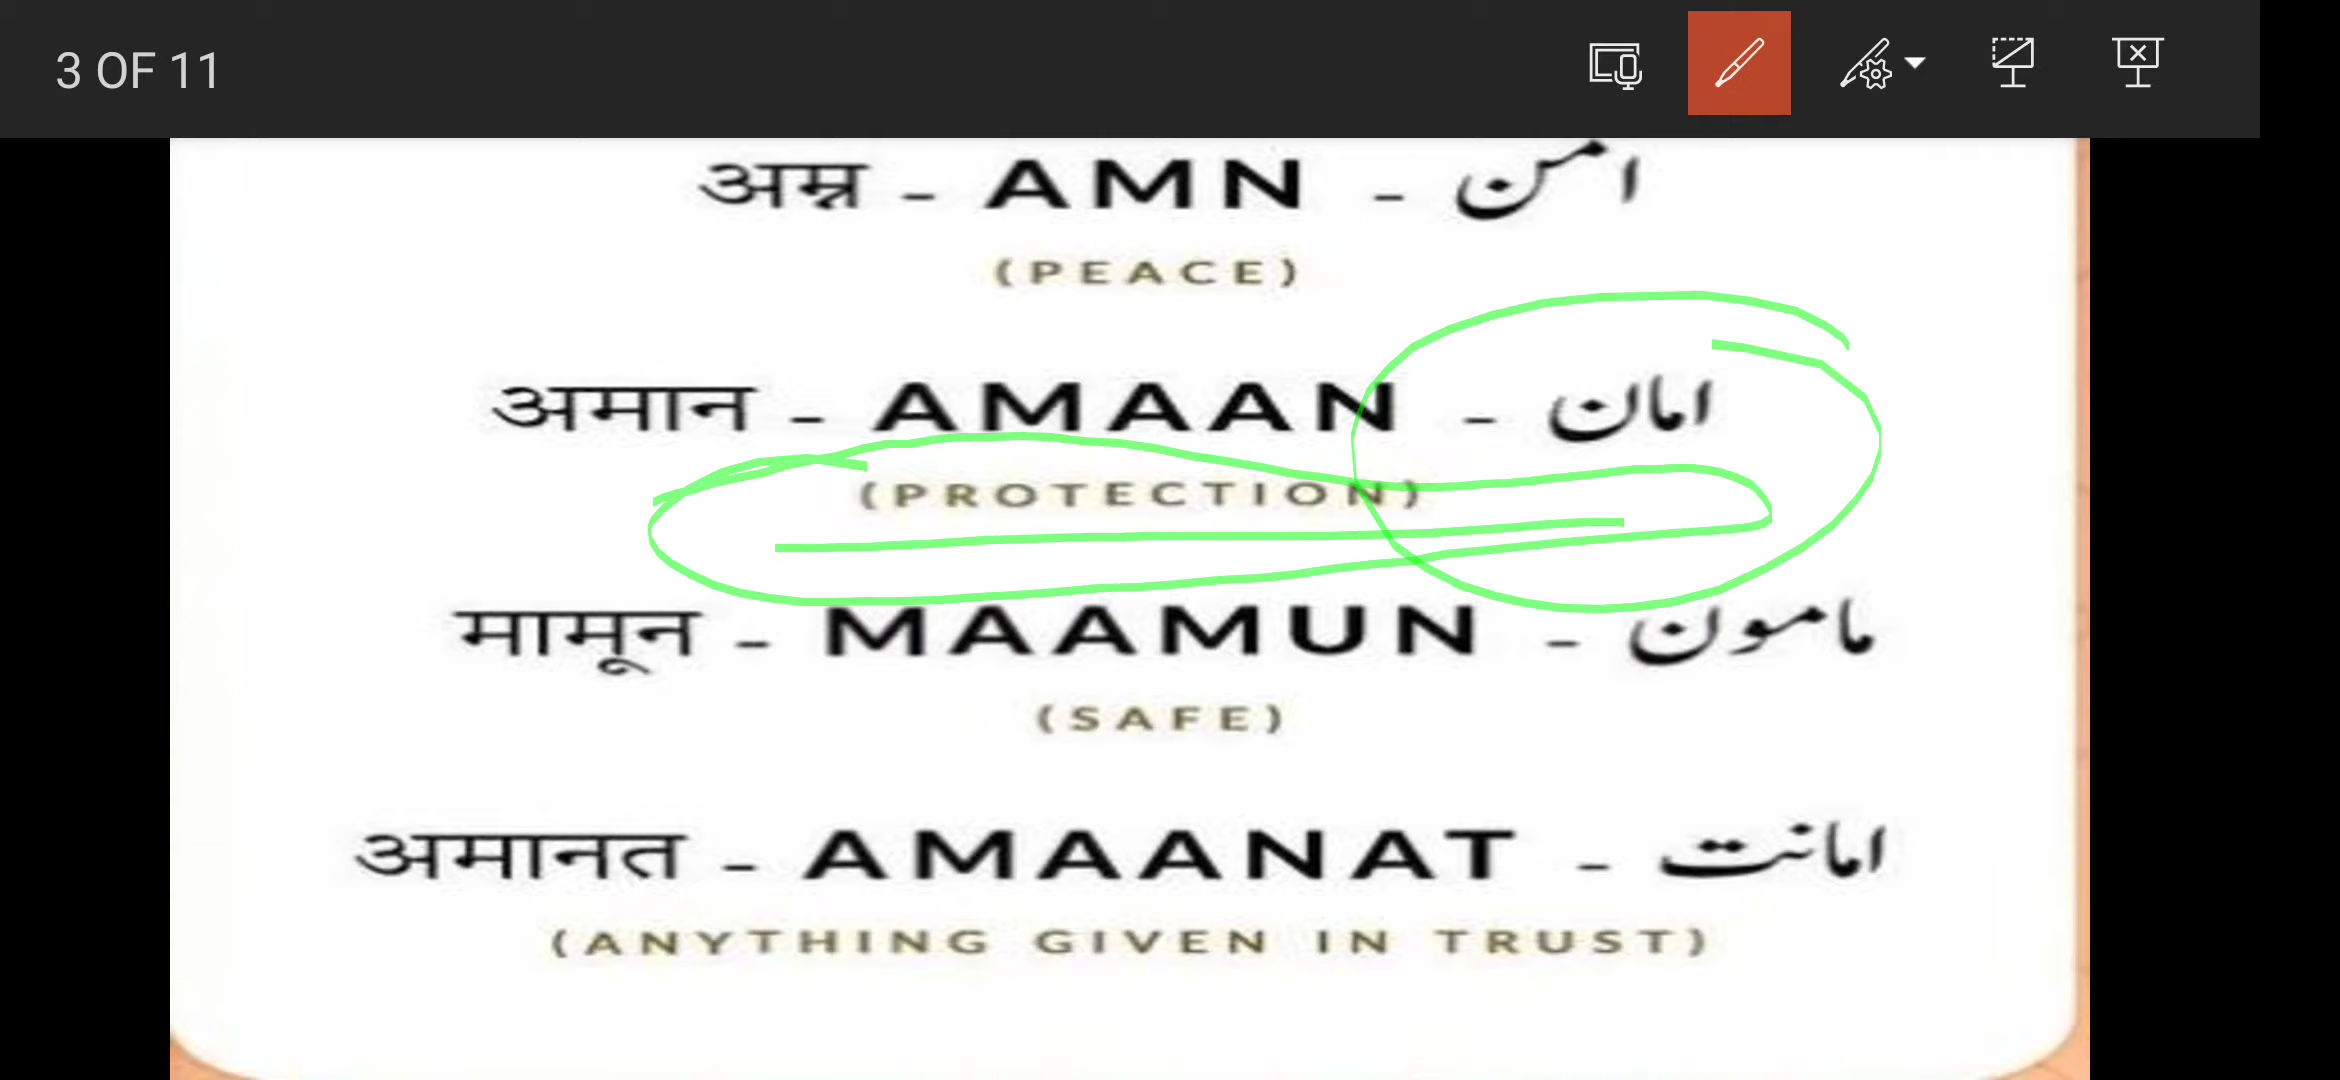 3 OF 11
अम्न - AMN - امن
(PEACE)
अमान - AMAAN - امان
(PROTECTION)
मामून - MAAMUN - مامون
(SAFE)
अमानत - AMAANAT - امانت
(ANYTHING GIVEN IN TRUST)